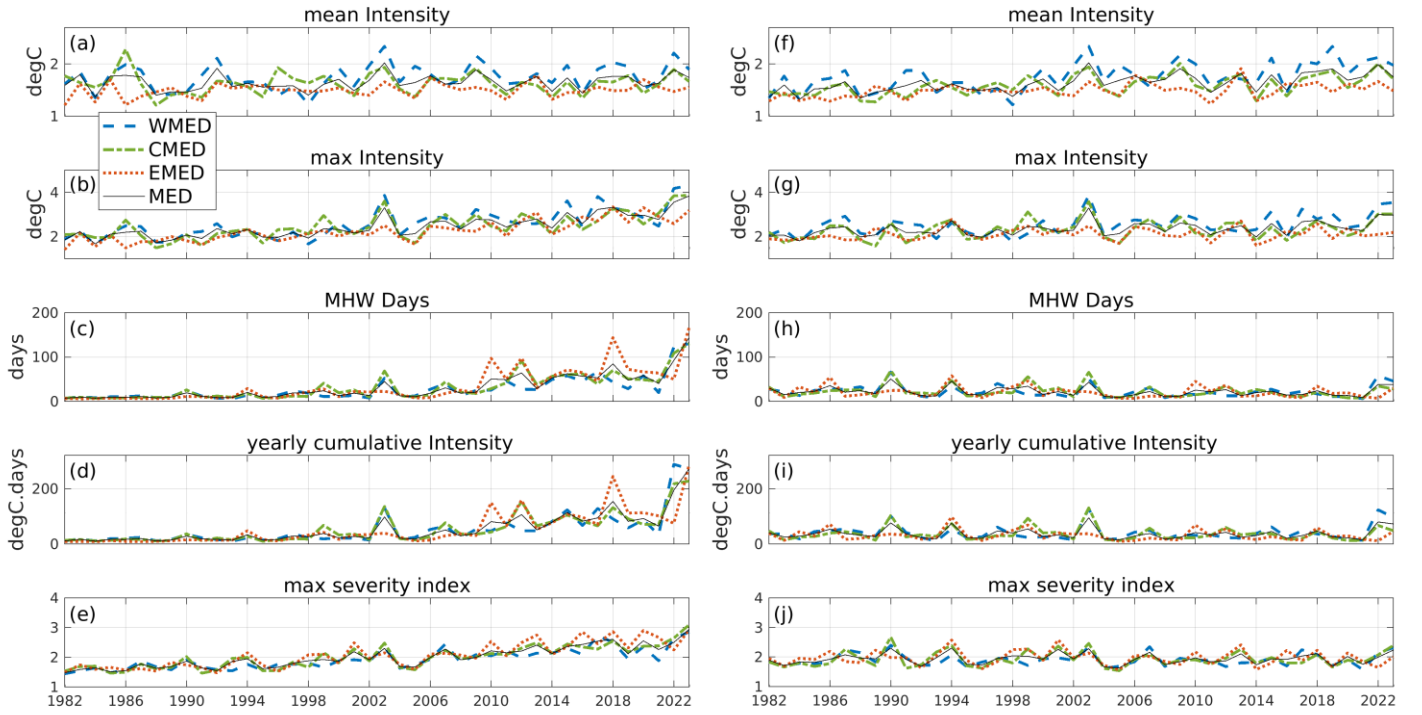 mean Intensity
(a)
degC
2
1
WMED
CMED
EMED
MED
max Intensity
(b)
degC
4
2
MHW Days
(c)
days
200
100
0
yearly cumulative Intensity
(d)
degC.days
200
0
max severity index
(e)
4
3
2
1
1982 1986 1990 1994 1998 2002 2006 2010 2014 2018 2022
mean Intensity
(f)
degC
2
1
max Intensity
(g)
degC
4
2
MHW Days
(h)
days
200
100
0
yearly cumulative Intensity
(i)
degC.days
200
0
max severity index
(j)
4
3
2
1
1982 1986 1990 1994 1998 2002 2006 2010 2014 2018 2022